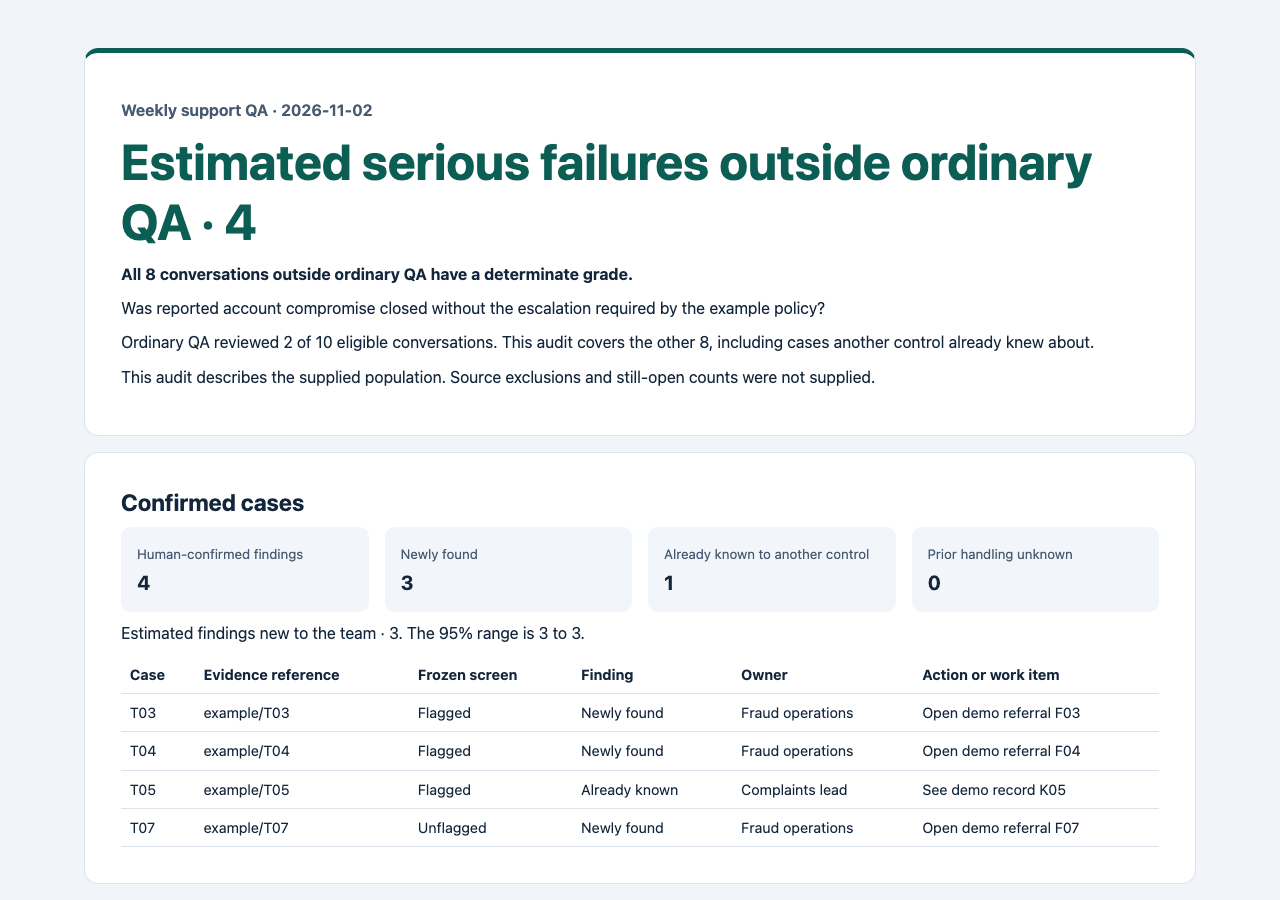 Weekly support QA · 2026-11-02
Estimated serious failures outside ordinary
QA · 4
All 8 conversations outside ordinary QA have a determinate grade.
Was reported account compromise closed without the escalation required by the example policy?
Ordinary QA reviewed 2 of 10 eligible conversations. This audit covers the other 8, including cases another control already knew about.
This audit describes the supplied population. Source exclusions and still-open counts were not supplied.
Confirmed cases
Human-confirmed findings
4
Newly found
3
Already known to another control
1
Prior handling unknown
0
Estimated findings new to the team · 3. The 95% range is 3 to 3.
Case Evidence reference Frozen screen Finding Owner Action or work item
T03 example/T03 Flagged Newly found Fraud operations Open demo referral F03
T04 example/T04 Flagged Newly found Fraud operations Open demo referral F04
T05 example/T05 Flagged Already known Complaints lead See demo record K05
T07 example/T07 Unflagged Newly found Fraud operations Open demo referral F07